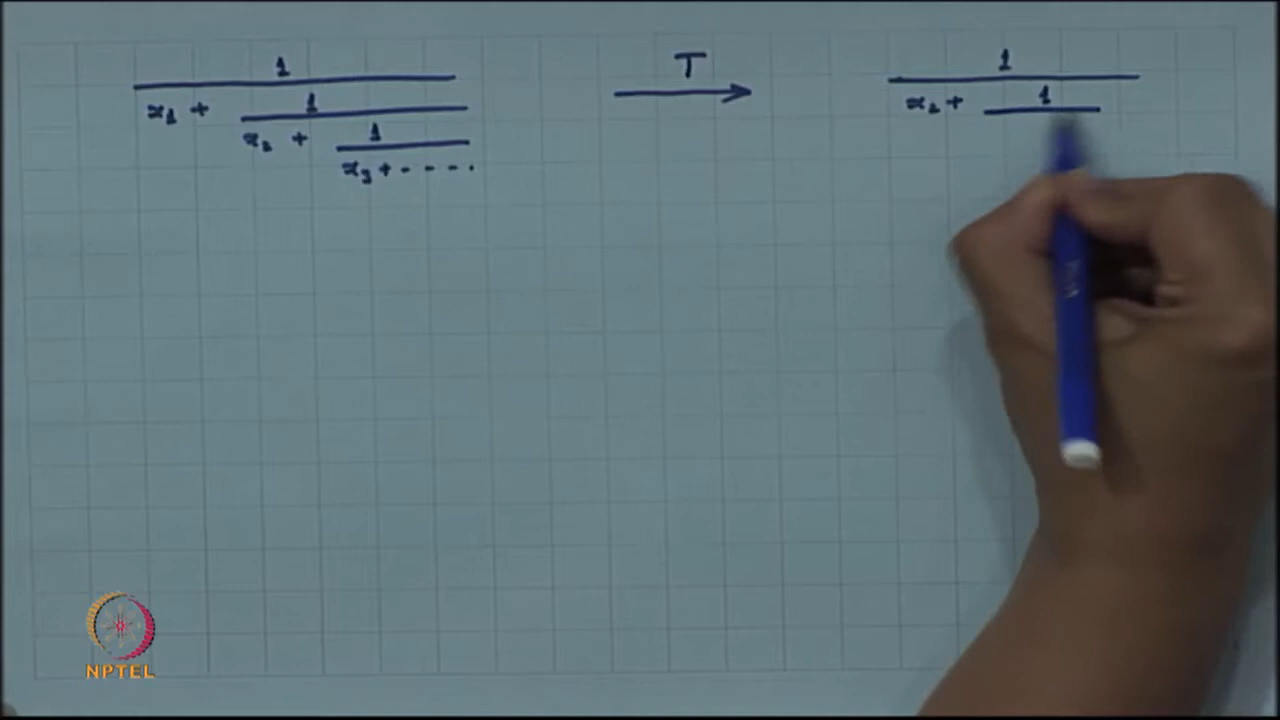 1 T 1
x₁ + 1 x₂ + 1
x₂ + 1
x₃ + - - - -
NPTEL